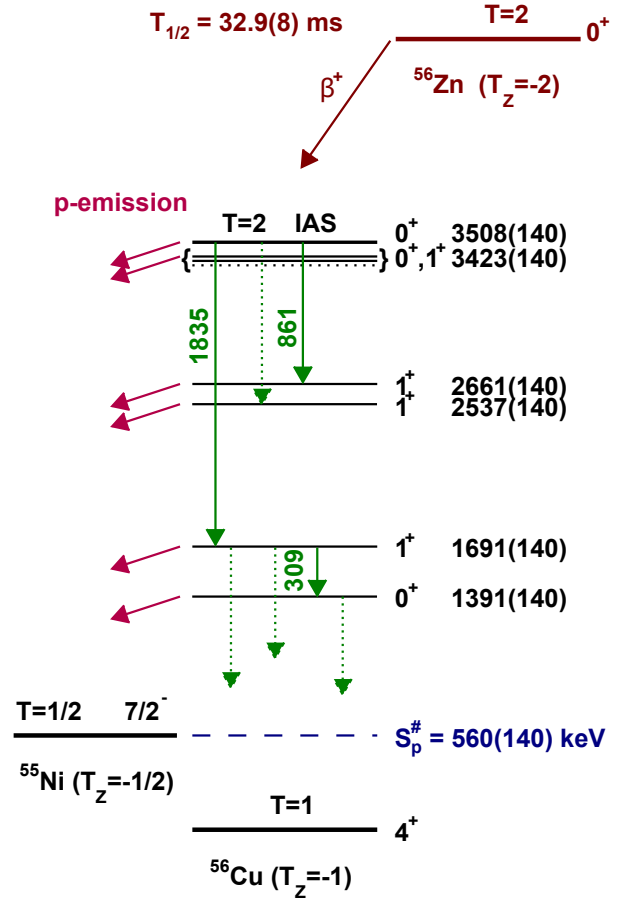 T1/2 = 32.9(8) ms
T=2
0+
56Zn (TZ=-2)
β+
p-emission
T=2 IAS
0+ 3508(140)
{ } 0+,1+ 3423(140)
1835
861
1+ 2661(140)
1+ 2537(140)
1+ 1691(140)
309
0+ 1391(140)
T=1/2 7/2-
Sp# = 560(140) keV
55Ni (TZ=-1/2)
T=1
4+
56Cu (TZ=-1)